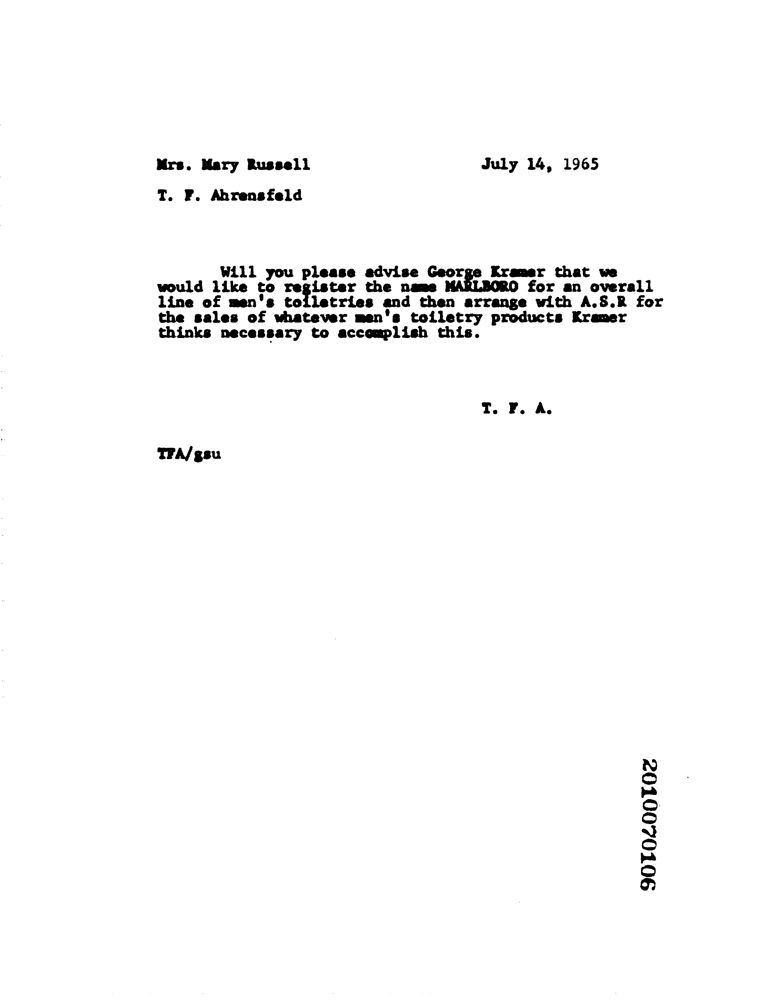 Mrs. Mary Russell July 14, 1965
T. F. Ahrensfeld
Will you please advise George Kramer that we
would like to register the name MARLBORO for an overall
line of men's toiletries and then arrange with A.S.R for
the sales of whatever men's toiletry products Kramer
thinks necessary to accomplish this.
T. F. A.
TFA/gsu
2010070106